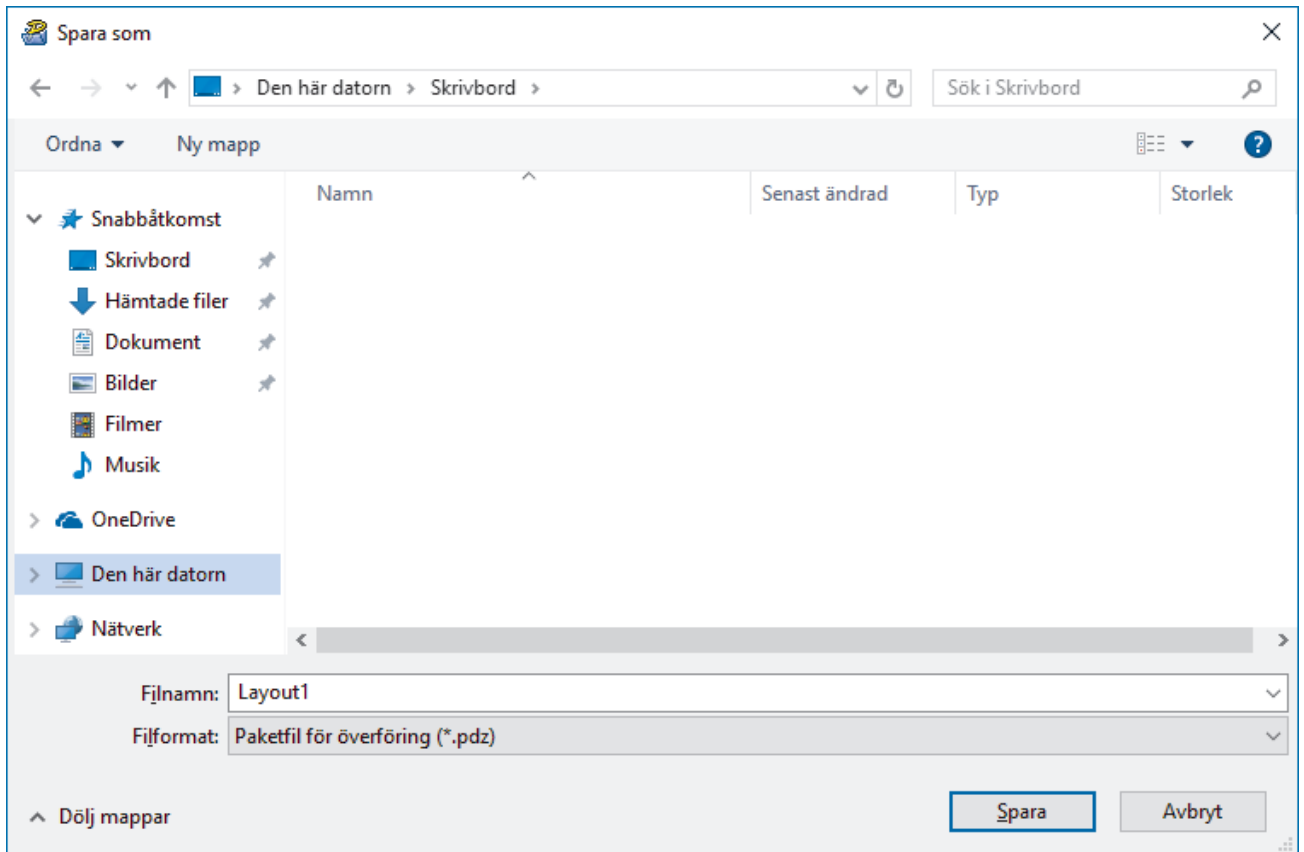 Spara som
Den här datorn > Skrivbord >
Sök i Skrivbord
Ordna
Ny mapp
?
Namn
Senast ändrad
Typ
Storlek
Snabbåtkomst
Skrivbord
Hämtade filer
Dokument
Bilder
Filmer
Musik
OneDrive
Den här datorn
Nätverk
Filnamn: Layout1
Filformat: Paketfil för överföring (*.pdz)
Dölj mappar
Spara
Avbryt